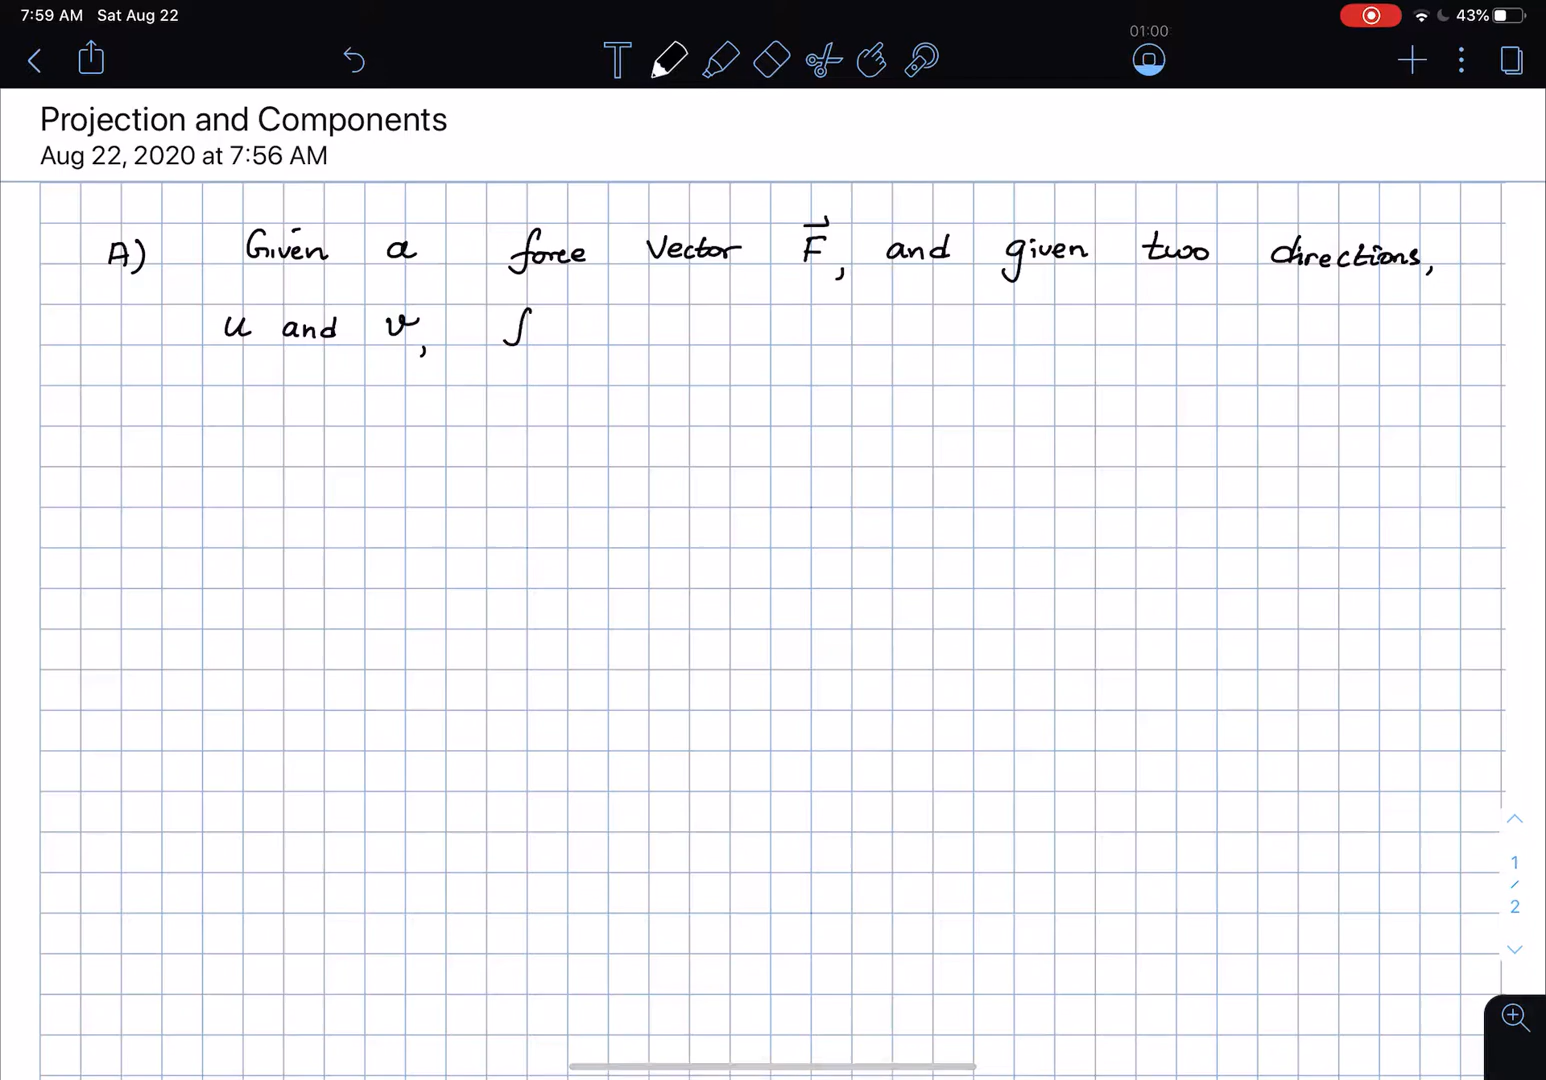 7:59 AM Sat Aug 22
43%
01:00
Projection and Components
Aug 22, 2020 at 7:56 AM
A) Given a force vector F⃗, and given two directions,
u and v,
1
/
2